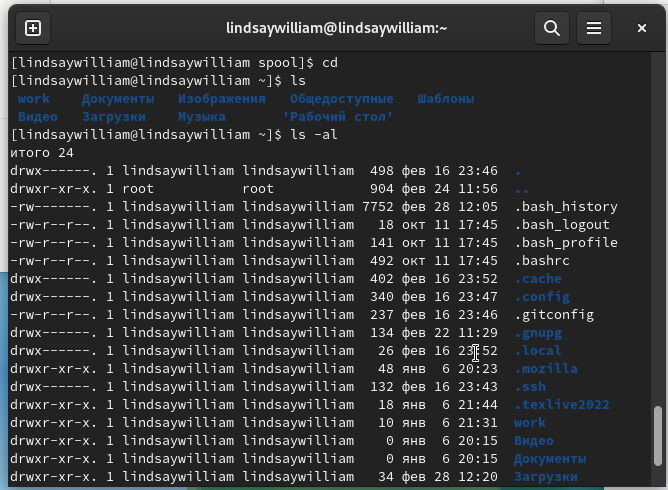 lindsaywilliam@lindsaywilliam:~
[lindsaywilliam@lindsaywilliam spool]$ cd
[lindsaywilliam@lindsaywilliam ~]$ ls
work Документы Изображения Общедоступные Шаблоны
Видео Загрузки Музыка 'Рабочий стол'
[lindsaywilliam@lindsaywilliam ~]$ ls -al
итого 24
drwx------. 1 lindsaywilliam lindsaywilliam 498 фев 16 23:46 .
drwxr-xr-x. 1 root root 904 фев 24 11:56 ..
-rw-------. 1 lindsaywilliam lindsaywilliam 7752 фев 28 12:05 .bash_history
-rw-r--r--. 1 lindsaywilliam lindsaywilliam 18 окт 11 17:45 .bash_logout
-rw-r--r--. 1 lindsaywilliam lindsaywilliam 141 окт 11 17:45 .bash_profile
-rw-r--r--. 1 lindsaywilliam lindsaywilliam 492 окт 11 17:45 .bashrc
drwx------. 1 lindsaywilliam lindsaywilliam 402 фев 16 23:52 .cache
drwx------. 1 lindsaywilliam lindsaywilliam 340 фев 16 23:47 .config
-rw-r--r--. 1 lindsaywilliam lindsaywilliam 237 фев 16 23:46 .gitconfig
drwx------. 1 lindsaywilliam lindsaywilliam 134 фев 22 11:29 .gnupg
drwx------. 1 lindsaywilliam lindsaywilliam 26 фев 16 23:52 .local
drwxr-xr-x. 1 lindsaywilliam lindsaywilliam 48 янв 6 20:23 .mozilla
drwx------. 1 lindsaywilliam lindsaywilliam 132 фев 16 23:43 .ssh
drwxr-xr-x. 1 lindsaywilliam lindsaywilliam 18 янв 6 21:44 .texlive2022
drwxr-xr-x. 1 lindsaywilliam lindsaywilliam 10 янв 6 21:31 work
drwxr-xr-x. 1 lindsaywilliam lindsaywilliam 0 янв 6 20:15 Видео
drwxr-xr-x. 1 lindsaywilliam lindsaywilliam 0 янв 6 20:15 Документы
drwxr-xr-x. 1 lindsaywilliam lindsaywilliam 34 фев 28 12:20 Загрузки